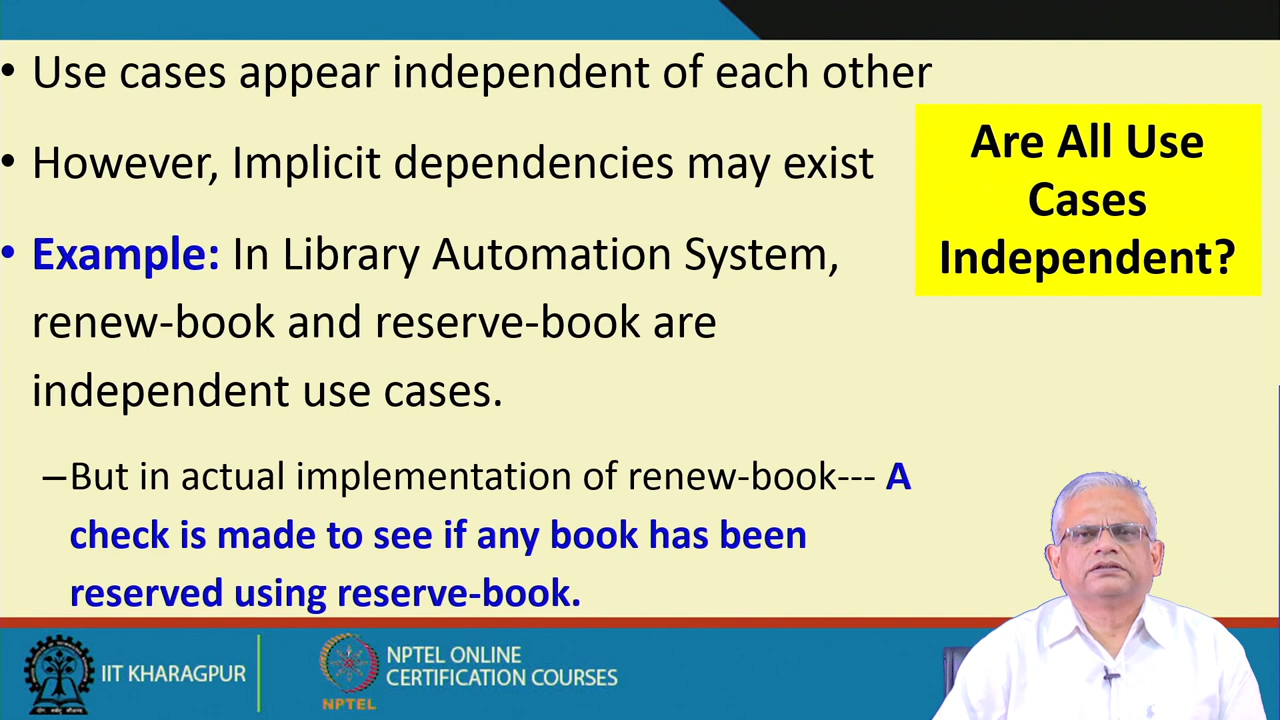 • Use cases appear independent of each other
• However, Implicit dependencies may exist
• Example: In Library Automation System,
renew-book and reserve-book are
independent use cases.
–But in actual implementation of renew-book--- A
check is made to see if any book has been
reserved using reserve-book.
Are All Use
Cases
Independent?
IIT KHARAGPUR
NPTEL ONLINE
CERTIFICATION COURSES
NPTEL